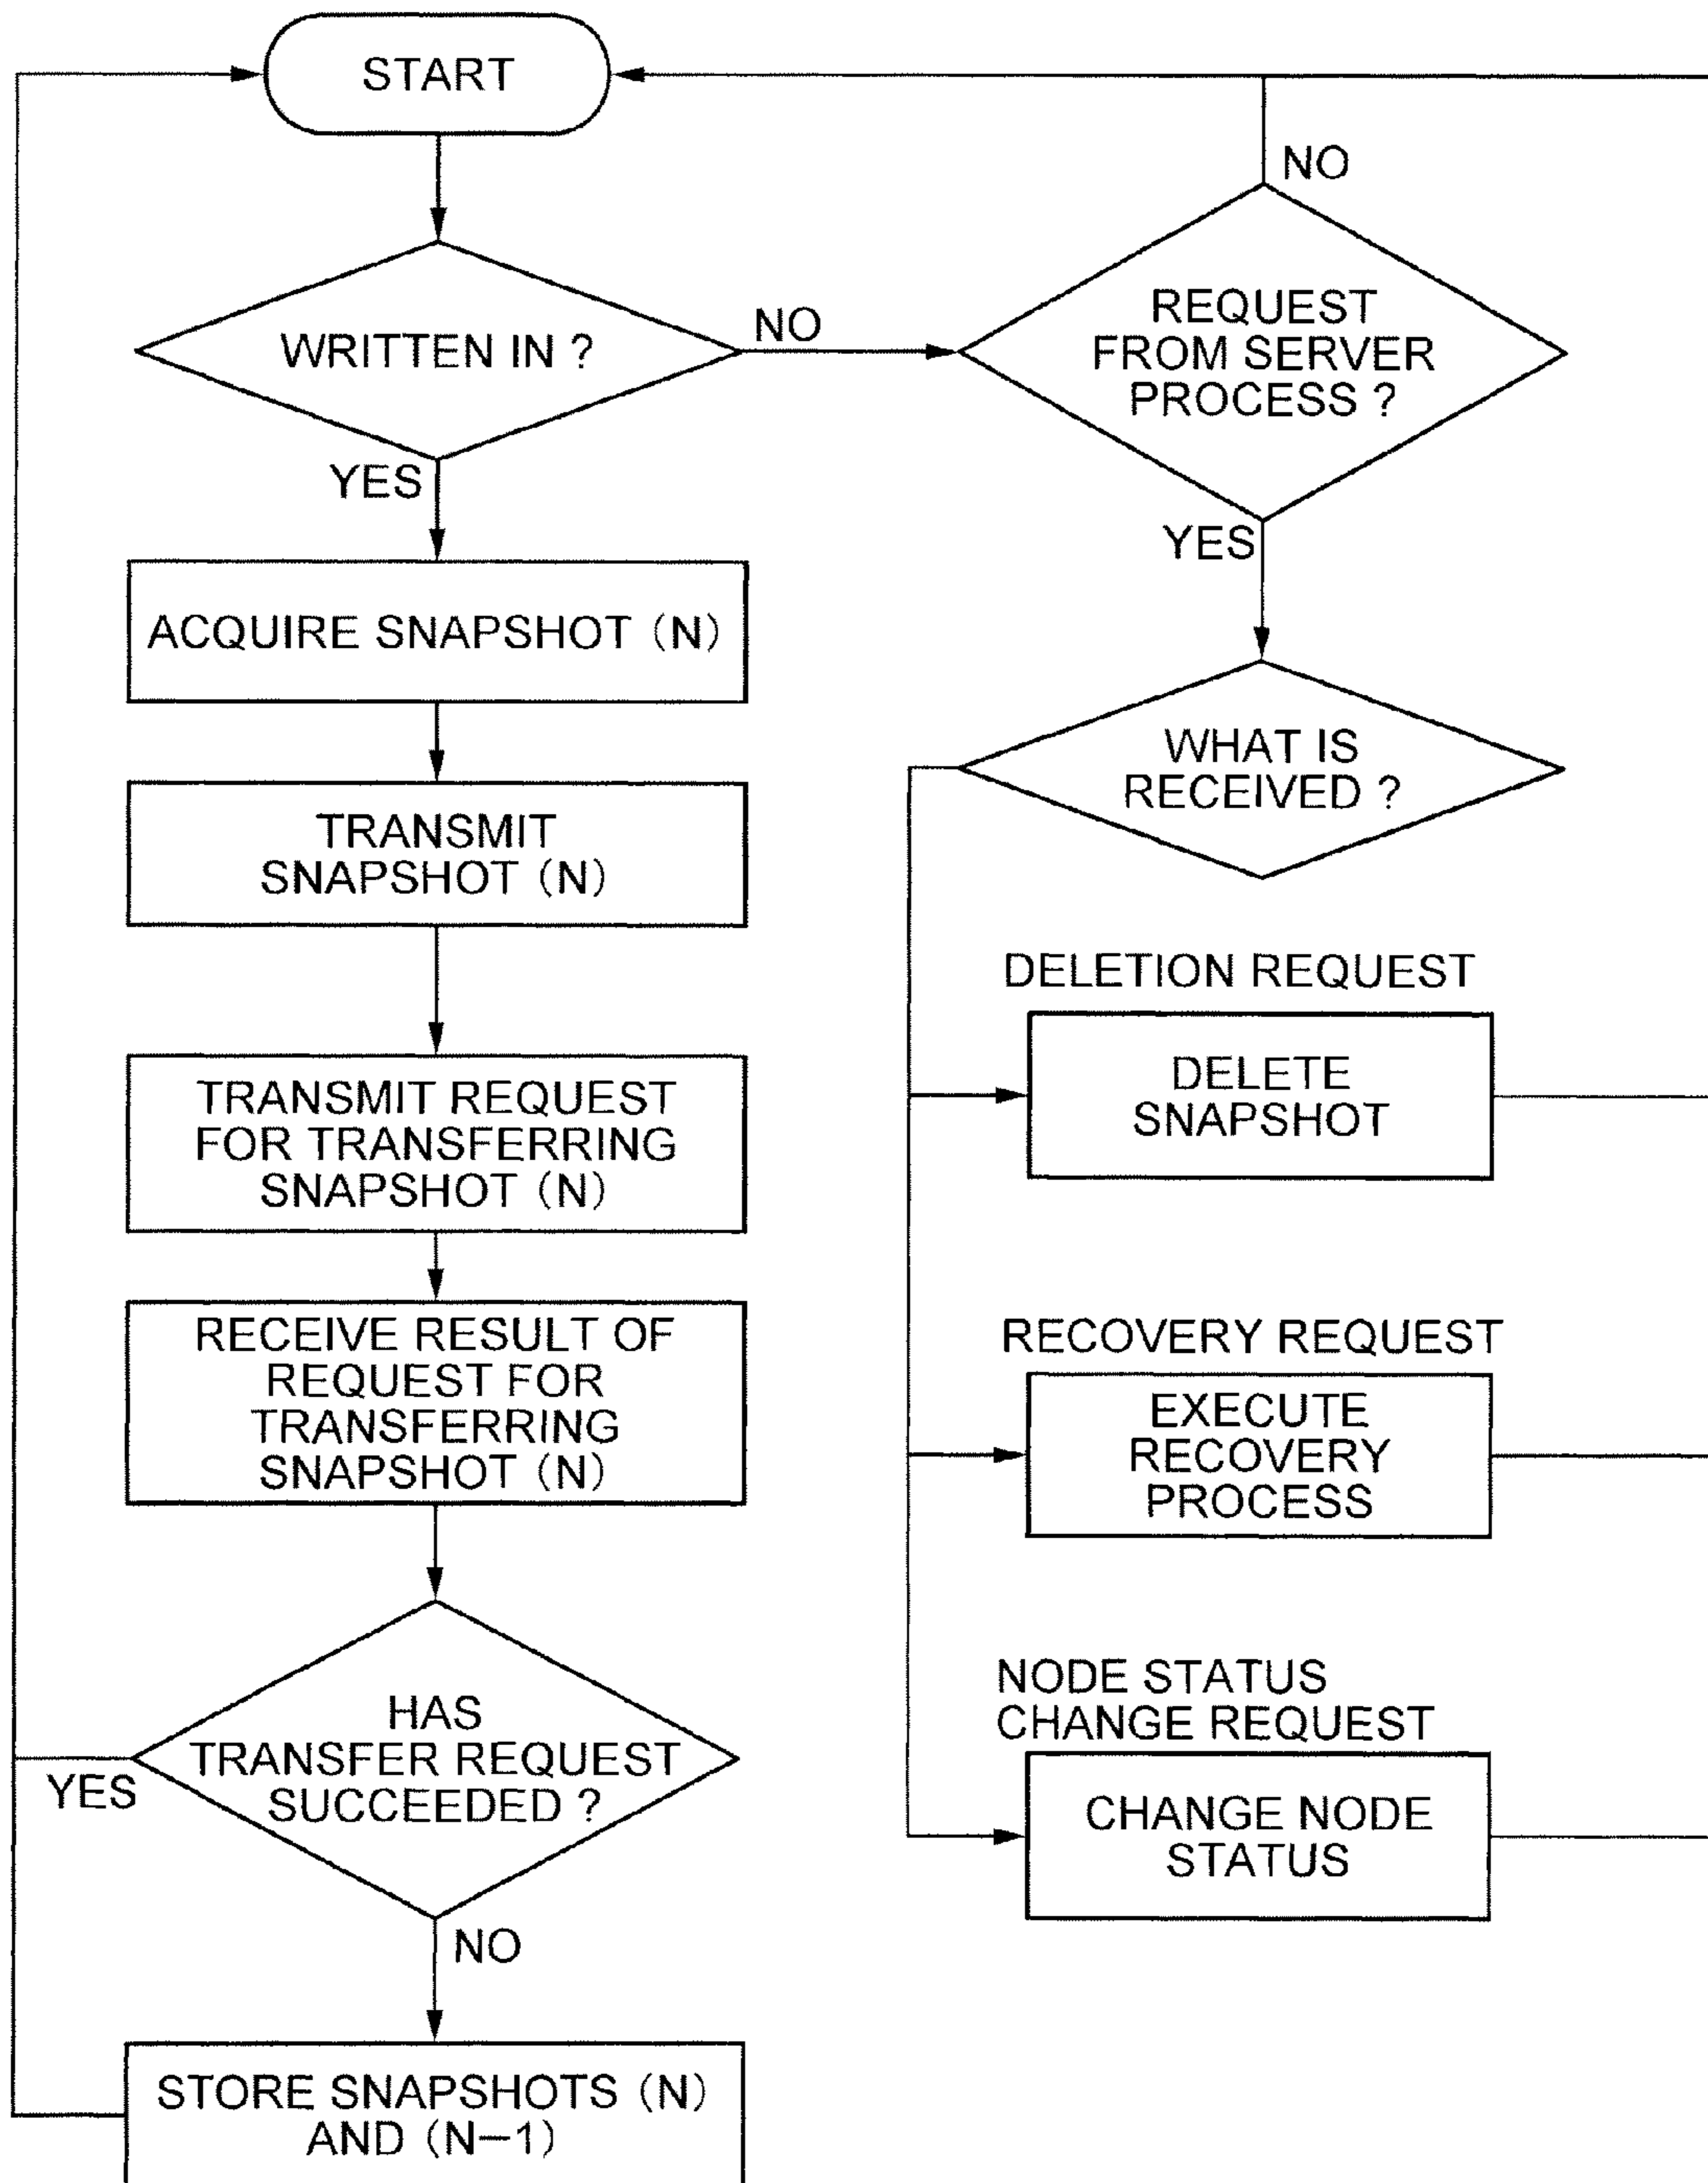 START
WRITTEN IN ?
NO
YES
ACQUIRE SNAPSHOT (N)
TRANSMIT
SNAPSHOT (N)
TRANSMIT REQUEST
FOR TRANSFERRING
SNAPSHOT (N)
RECEIVE RESULT OF
REQUEST FOR
TRANSFERRING
SNAPSHOT (N)
HAS
TRANSFER REQUEST
SUCCEEDED ?
YES
NO
STORE SNAPSHOTS (N)
AND (N−1)
NO
REQUEST
FROM SERVER
PROCESS ?
YES
WHAT IS
RECEIVED ?
DELETION REQUEST
DELETE
SNAPSHOT
RECOVERY REQUEST
EXECUTE
RECOVERY
PROCESS
NODE STATUS
CHANGE REQUEST
CHANGE NODE
STATUS